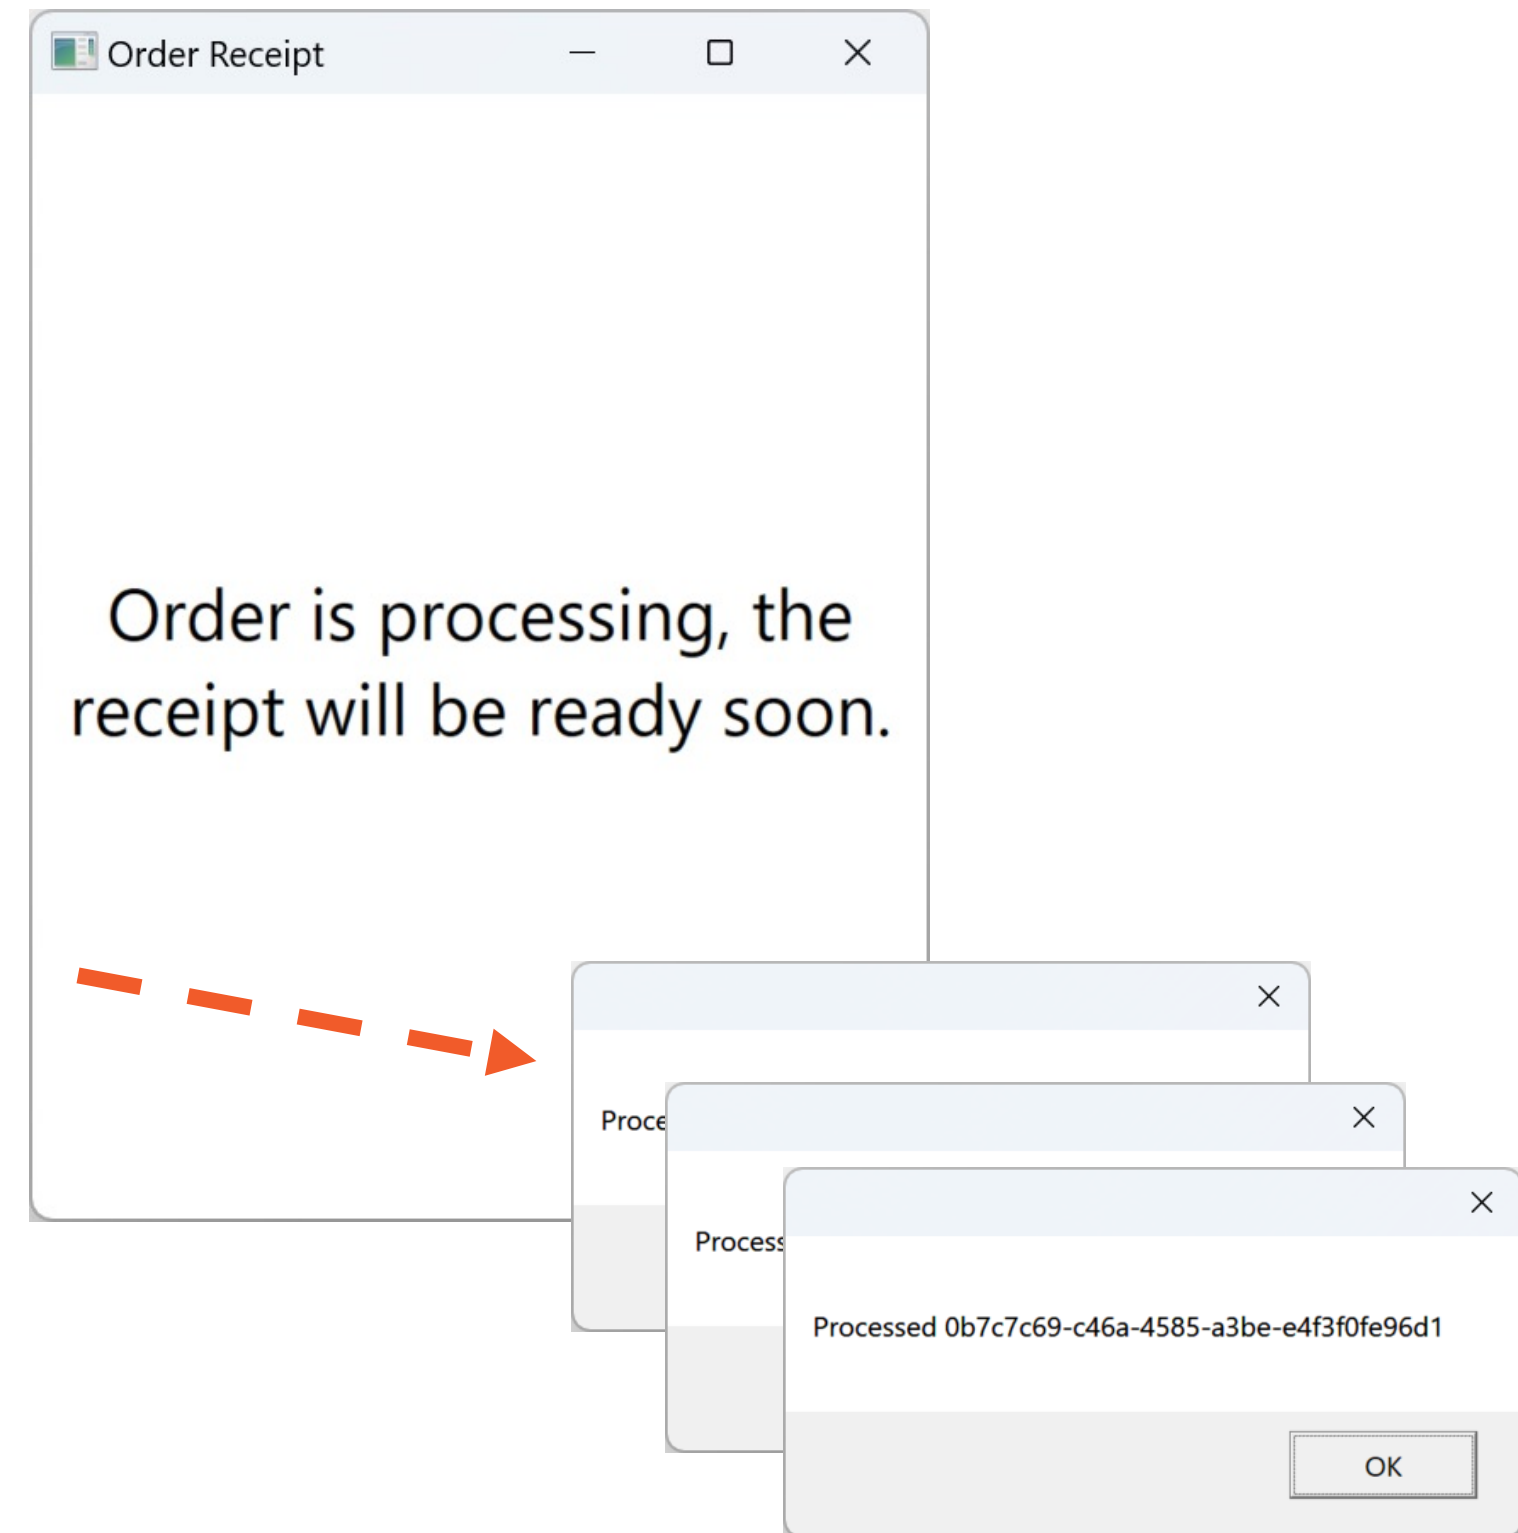 Order Receipt
Order is processing, the
receipt will be ready soon.
Proce
Process
Processed 0b7c7c69-c46a-4585-a3be-e4f3f0fe96d1
OK